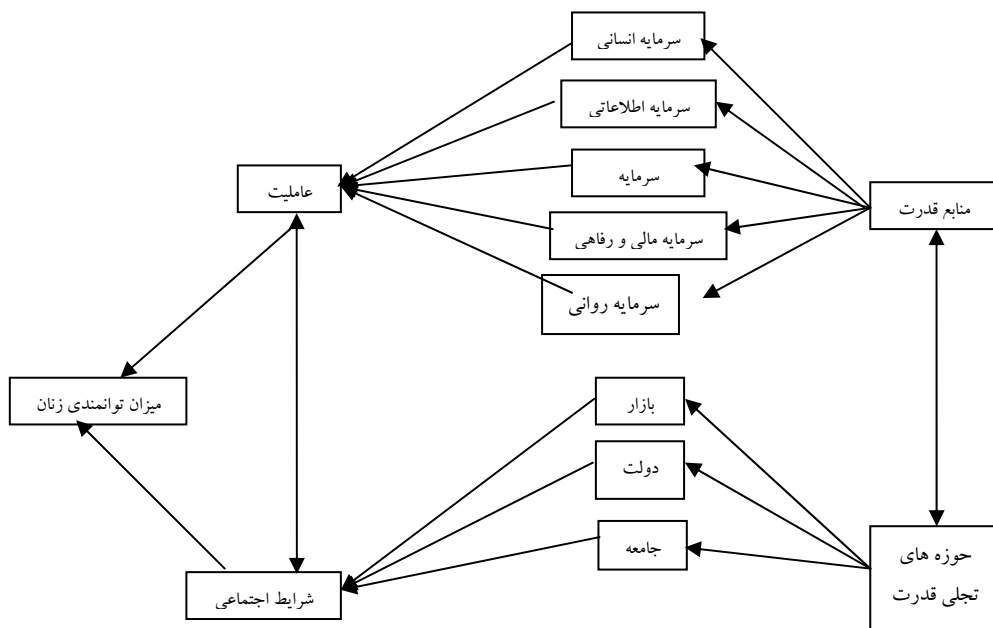 سرمایه انسانی
سرمایه اطلاعاتی
سرمایه
سرمایه مالی و رفاهی
سرمایه روانی
منابع قدرت
عاملیت
میزان توانمندی زنان
بازار
دولت
جامعه
حوزه های
تجلی قدرت
شرایط اجتماعی